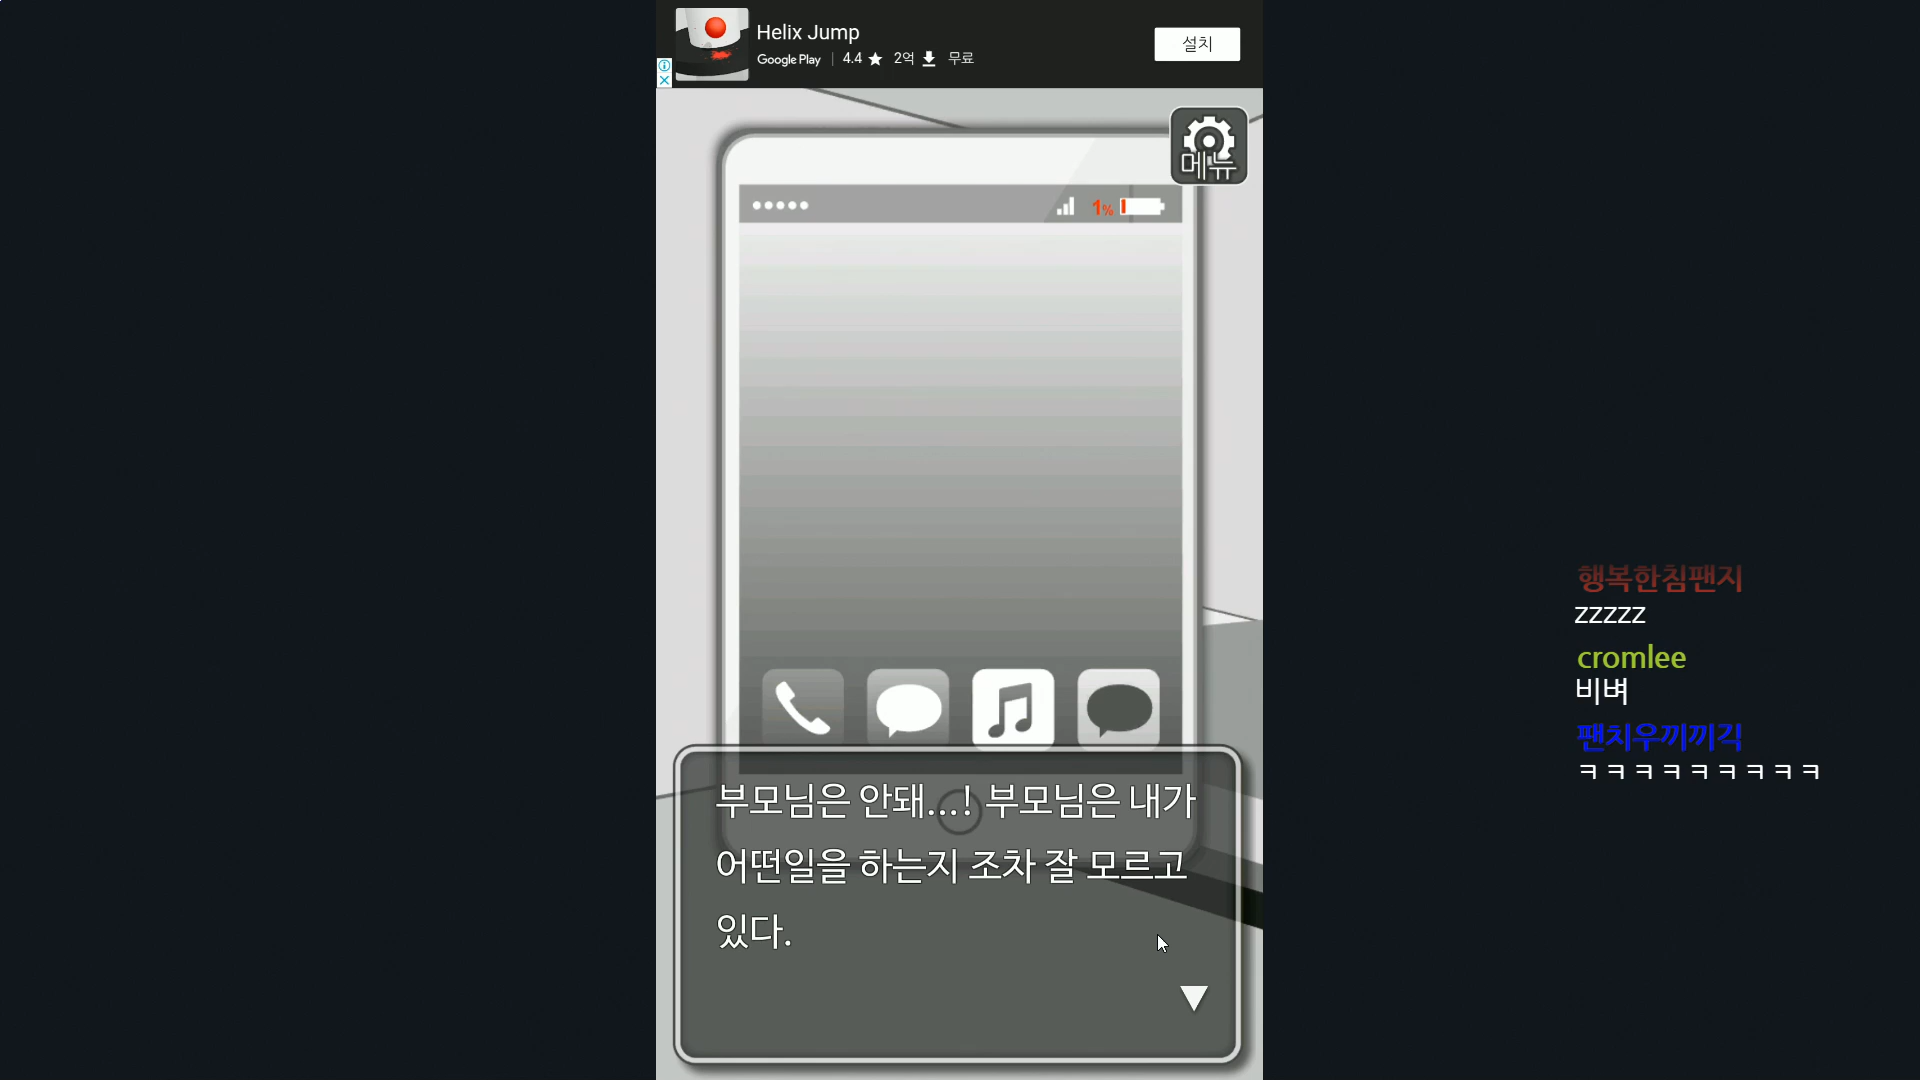 Helix Jump
Google Play 4.4 2억 무료
설치
메뉴
1%
부모님은 안돼...! 부모님은 내가
어떤일을 하는지 조차 잘 모르고
있다.
행복한침팬지
zzzzz
cromlee
비벼
팬치우끼끼긱
ㅋㅋㅋㅋㅋㅋㅋㅋㅋ